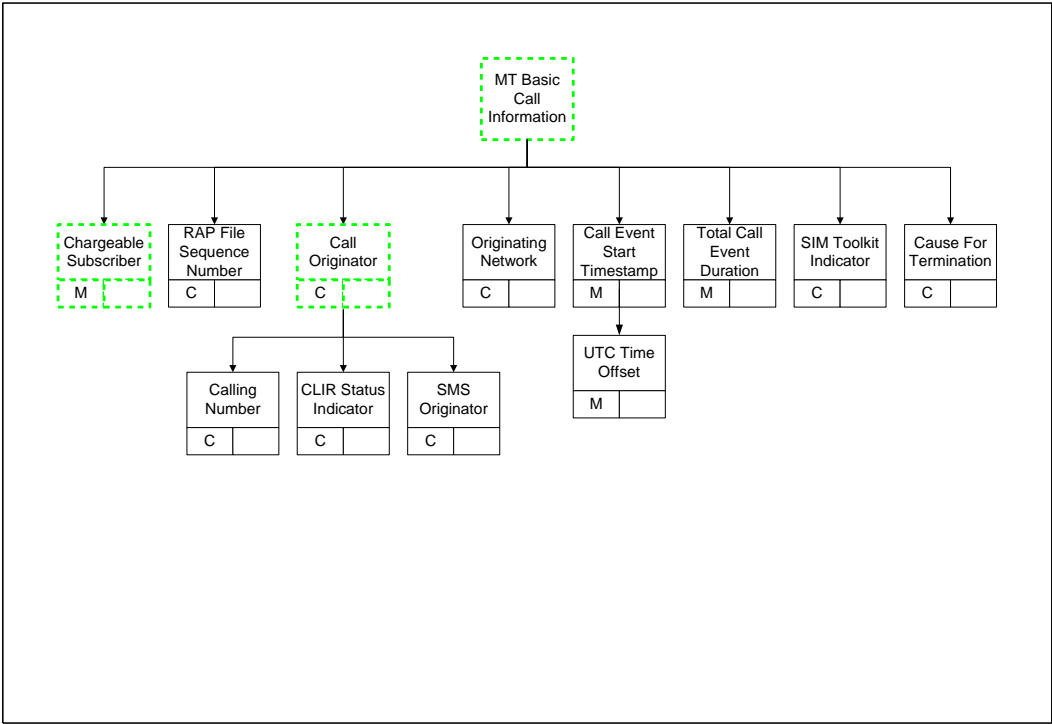 MT Basic
Call
Information
Chargeable
Subscriber
M
RAP File
Sequence
Number
C
Call
Originator
C
Originating
Network
C
Call Event
Start
Timestamp
M
Total Call
Event
Duration
M
SIM Toolkit
Indicator
C
Cause For
Termination
C
UTC Time
Offset
M
Calling
Number
C
CLIR Status
Indicator
C
SMS
Originator
C